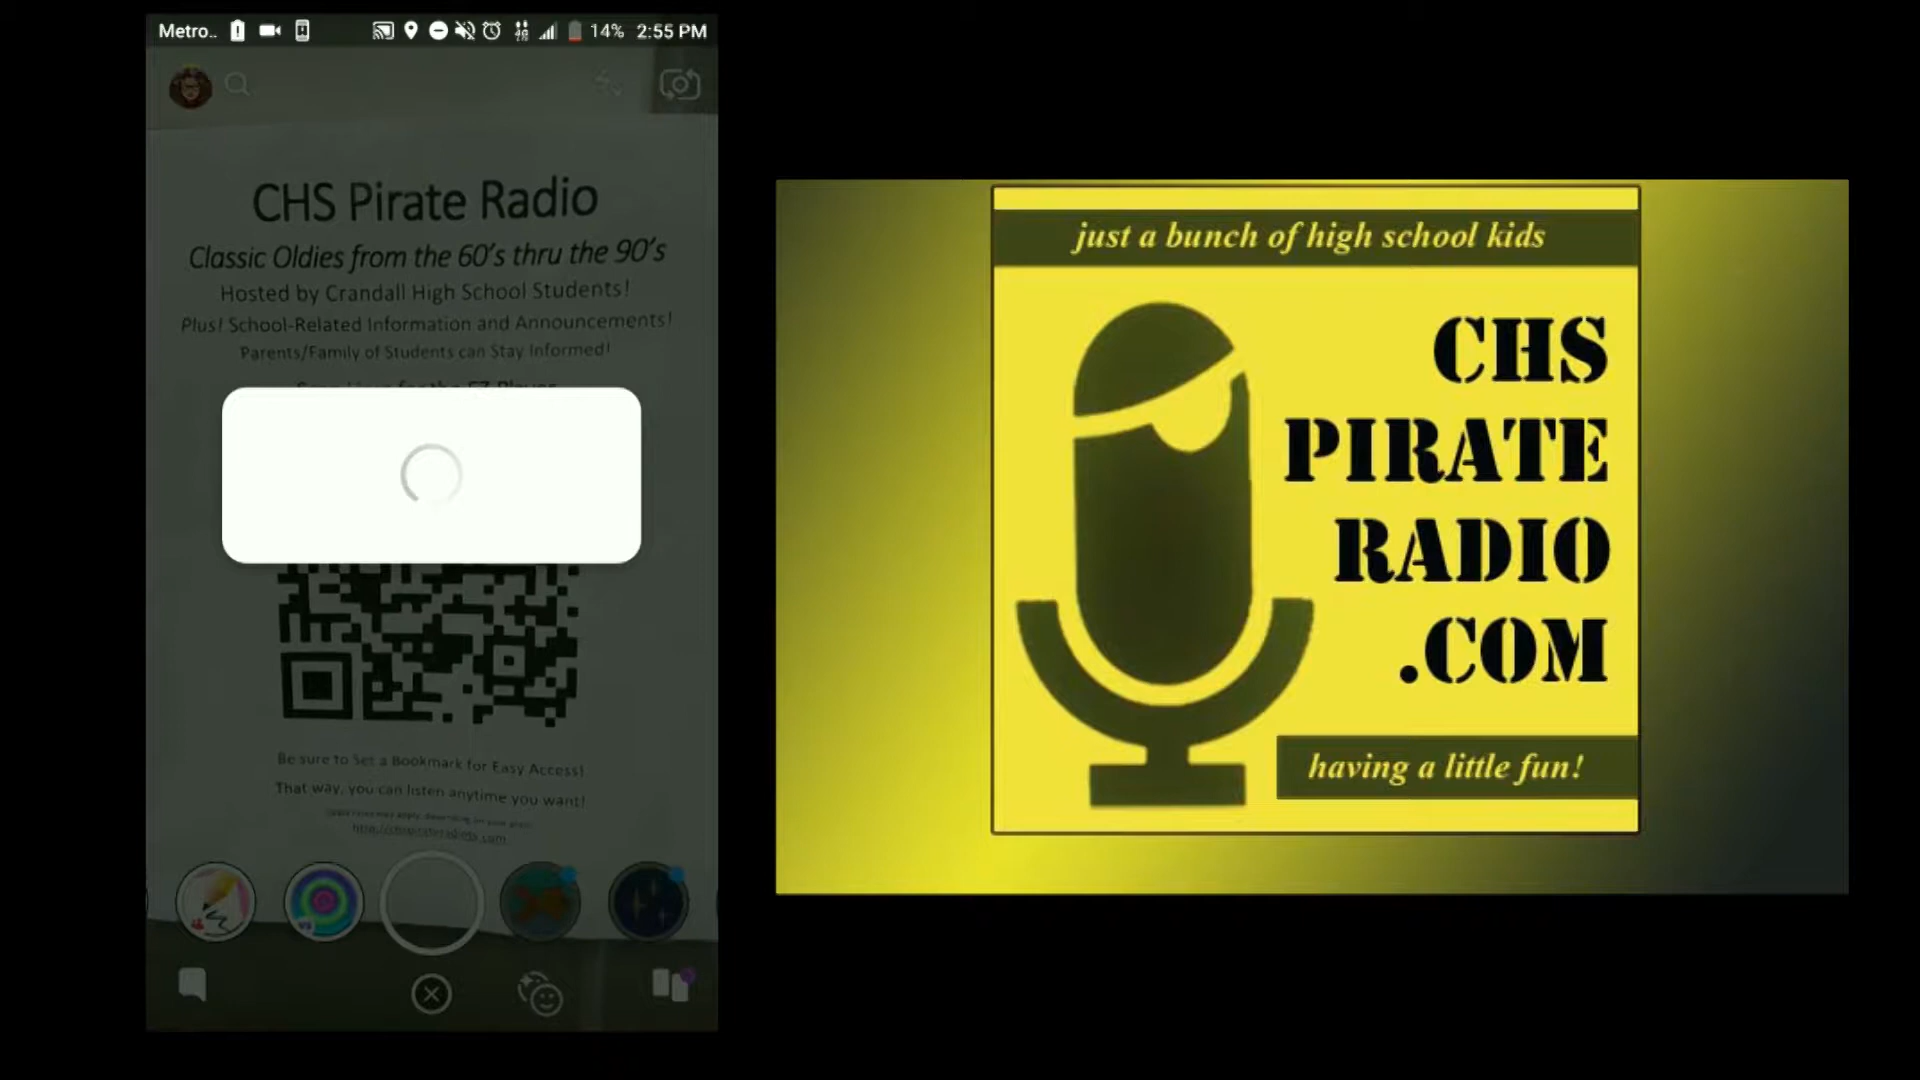 Metro.. 14% 2:55 PM
CHS Pirate Radio
Classic Oldies from the 60's thru the 90's
Hosted by Crandall High School Students!
Plus! School-Related Information and Announcements!
Parents/Family of Students can Stay Informed!
Be sure to Set a Bookmark for Easy Access!
That way, you can listen anytime you want!
just a bunch of high school kids
CHS
PIRATE
RADIO
.COM
having a little fun!